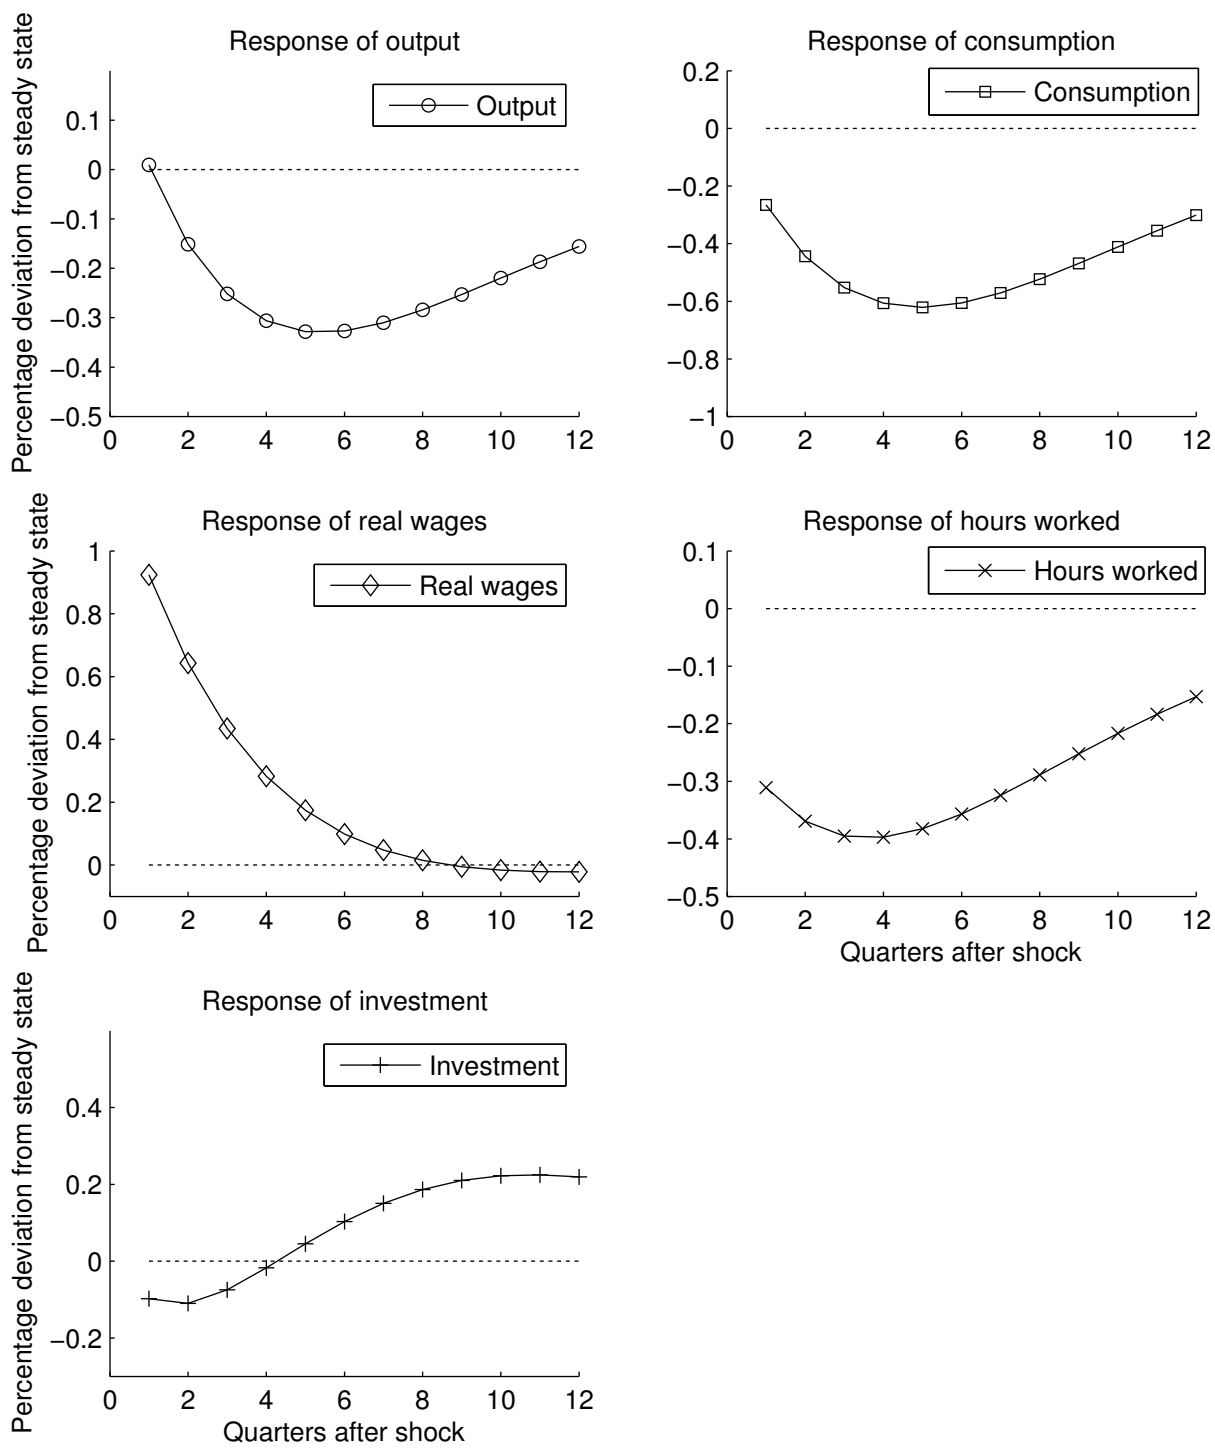 Response of output
Percentage deviation from steady state
Output
0.1
0
−0.1
−0.2
−0.3
−0.4
−0.5
0 2 4 6 8 10 12
Response of consumption
Consumption
0.2
0
−0.2
−0.4
−0.6
−0.8
−1
0 2 4 6 8 10 12
Response of real wages
Percentage deviation from steady state
Real wages
1
0.8
0.6
0.4
0.2
0
0 2 4 6 8 10 12
Response of hours worked
Hours worked
0.1
0
−0.1
−0.2
−0.3
−0.4
−0.5
0 2 4 6 8 10 12
Quarters after shock
Response of investment
Percentage deviation from steady state
Investment
0.4
0.2
0
−0.2
0 2 4 6 8 10 12
Quarters after shock